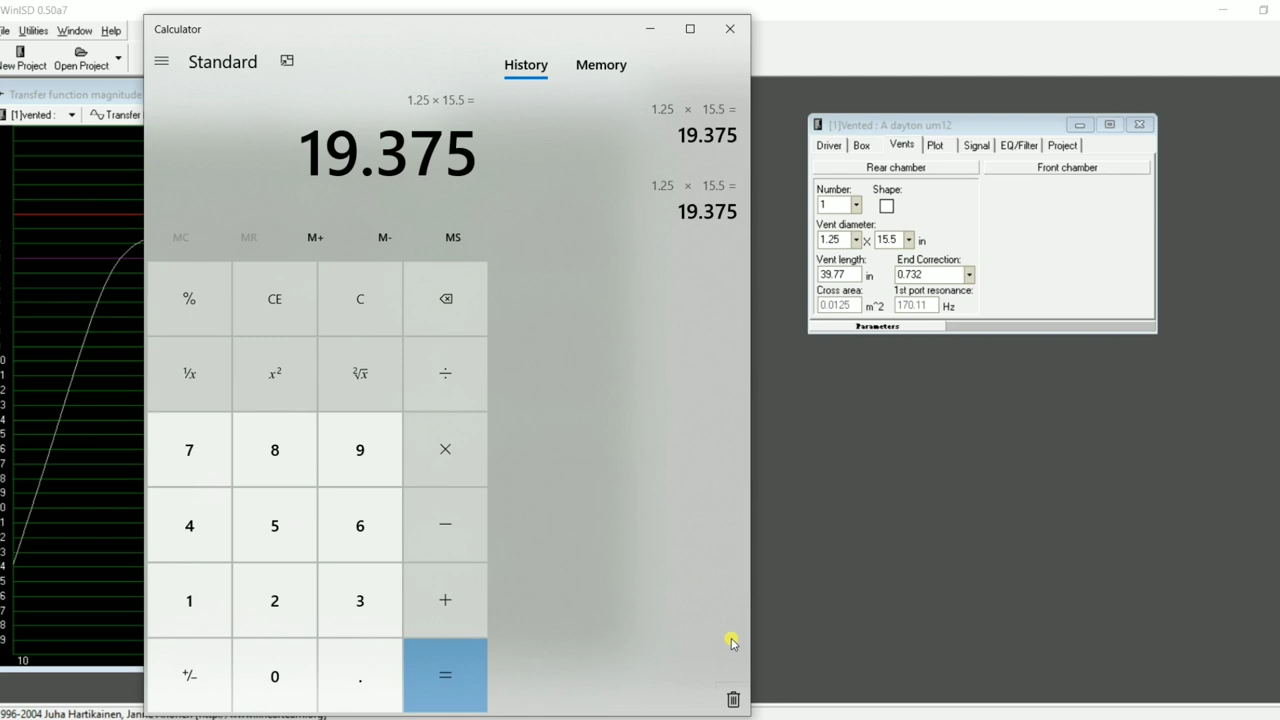 WinISD 0.50a7
Utilities Window Help
New Project Open Project
Transfer function magnitude
[1]vented : Transfer
10
Calculator
Standard
History Memory
1.25 × 15.5 =
19.375
1.25 × 15.5 =
19.375
1.25 × 15.5 =
19.375
MC MR M+ M- MS
% CE C
¹/x x² ²√x ÷
7 8 9 ×
4 5 6 −
1 2 3 +
+/− 0 . =
[1]Vented : A dayton um12
Driver Box Vents Plot Signal EQ/Filter Project
Rear chamber Front chamber
Number: Shape:
1
Vent diameter:
1.25 x 15.5 in
Vent length: End Correction:
39.77 in 0.732
Cross area: 1st port resonance:
0.0125 m^2 170.11 Hz
Parameters
996-2004 Juha Hartikainen,